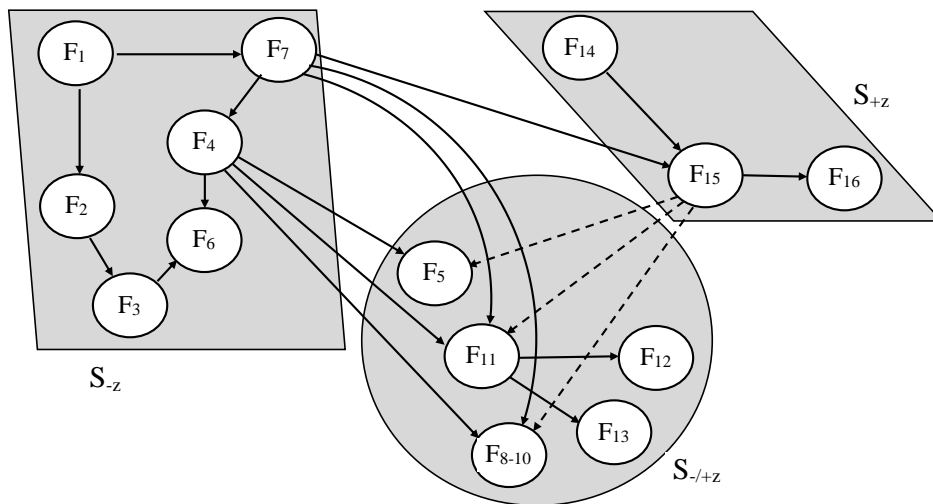 F₁
F₇
F₁₄
S₊z
F₄
F₁₅
F₁₆
F₂
F₆
F₅
F₃
F₁₁
F₁₂
S₋z
F₁₃
F₈₋₁₀
S₋/₊z